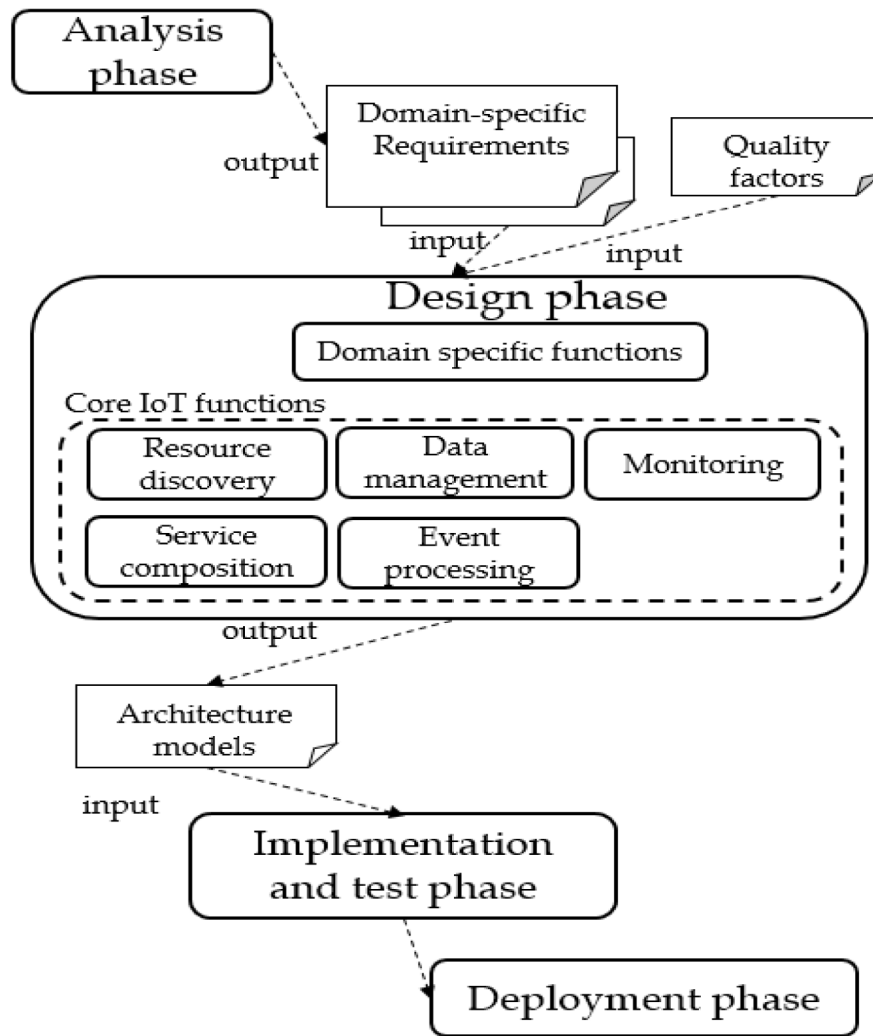 Analysis
phase
Domain-specific
Requirements
output
Quality
factors
input
input
Design phase
Domain specific functions
Core IoT functions
Resource
discovery
Data
management
Monitoring
Service
composition
Event
processing
output
Architecture
models
input
Implementation
and test phase
Deployment phase